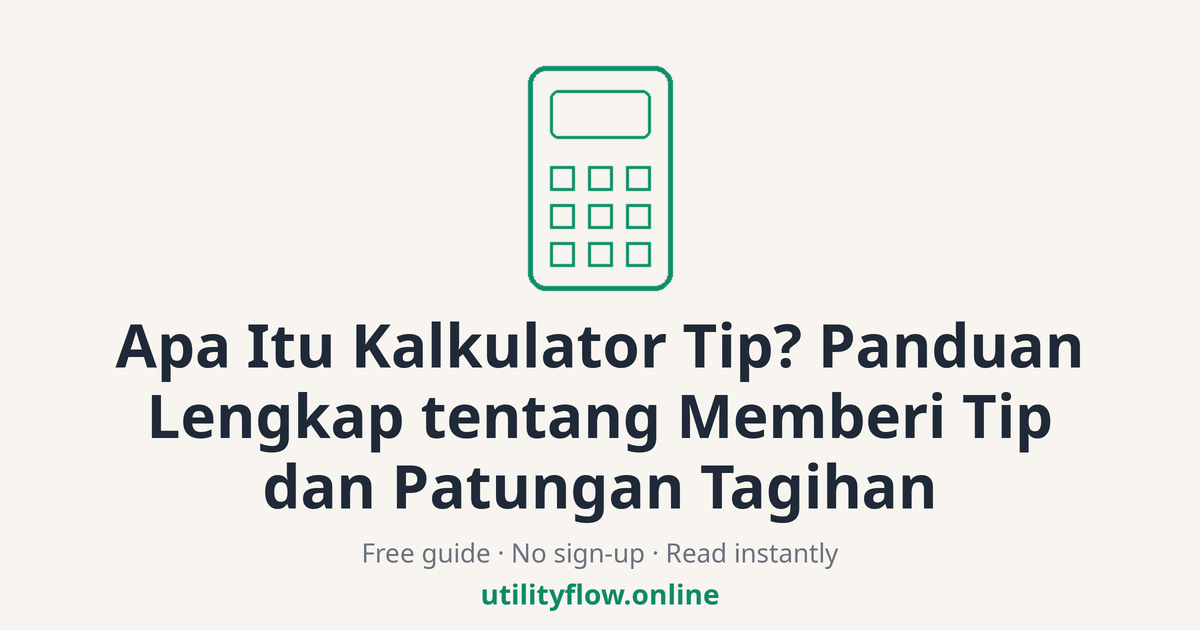 Apa Itu Kalkulator Tip? Panduan
Lengkap tentang Memberi Tip
dan Patungan Tagihan
Free guide · No sign-up · Read instantly
utilityflow.online